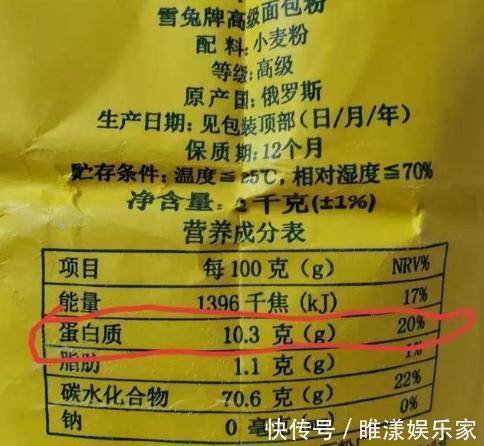 雪兔牌高级面包粉
配料:小麦粉
等级:高级
原产国:俄罗斯
生产日期:见包装顶部(日/月/年)
保质期:12个月
贮存条件:温度≦25℃,相对湿度≦70%
净含量:2千克(±1%)
营养成分表
项目 每100克(g) NRV%
能量 1396千焦(kJ) 17%
蛋白质 10.3 克(g) 20%
脂肪 1.1 克(g) 1%
碳水化合物 70.6 克(g) 22%
钠 0 毫 0%
快传号/睢漾娱乐家